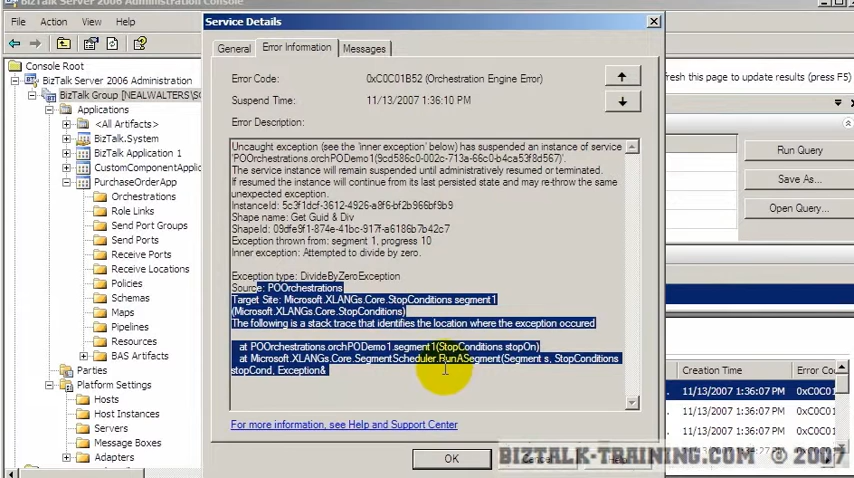 BizTalk Server 2006 Administration Console
File Action View Help
Console Root
BizTalk Server 2006 Administration
BizTalk Group [NEALWALTERS\SC
Applications
<All Artifacts>
BizTalk.System
BizTalk Application 1
CustomComponentApplic
PurchaseOrderApp
Orchestrations
Role Links
Send Port Groups
Send Ports
Receive Ports
Receive Locations
Policies
Schemas
Maps
Pipelines
Resources
BAS Artifacts
Parties
Platform Settings
Hosts
Host Instances
Servers
Message Boxes
Adapters
Service Details
General Error Information Messages
Error Code: 0xC0C01B52 (Orchestration Engine Error)
Suspend Time: 11/13/2007 1:36:10 PM
Error Description:
Uncaught exception (see the 'inner exception' below) has suspended an instance of service
'POOrchestrations.orchPODemo1(9cd586c0-002c-713a-66c0-b4ca53f8d567)'.
The service instance will remain suspended until administratively resumed or terminated.
If resumed the instance will continue from its last persisted state and may re-throw the same
unexpected exception.
InstanceId: 5c3f1dcf-3612-4926-a8f6-bf2b966bf9b9
Shape name: Get Guid & Div
ShapeId: 09dfe9f1-874e-41bc-917f-a6186b7b42c7
Exception thrown from: segment 1, progress 10
Inner exception: Attempted to divide by zero.
Exception type: DivideByZeroException
Source: POOrchestrations
Target Site: Microsoft.XLANGs.Core.StopConditions segment1
(Microsoft.XLANGs.Core.StopConditions)
The following is a stack trace that identifies the location where the exception occured
at POOrchestrations.orchPODemo1.segment1(StopConditions stopOn)
at Microsoft.XLANGs.Core.SegmentScheduler.RunASegment(Segment s, StopConditions
stopCond, Exception&
For more information, see Help and Support Center
OK
fresh this page to update results (press F5)
Run Query
Save As...
Open Query...
Creation Time Error Code
11/13/2007 1:36:07 PM 0xC0C01
11/13/2007 1:36:07 PM 0xC0C01
11/13/2007 1:36:07 PM 0xC0C01
BIZTALK-TRAINING.COM © 2007